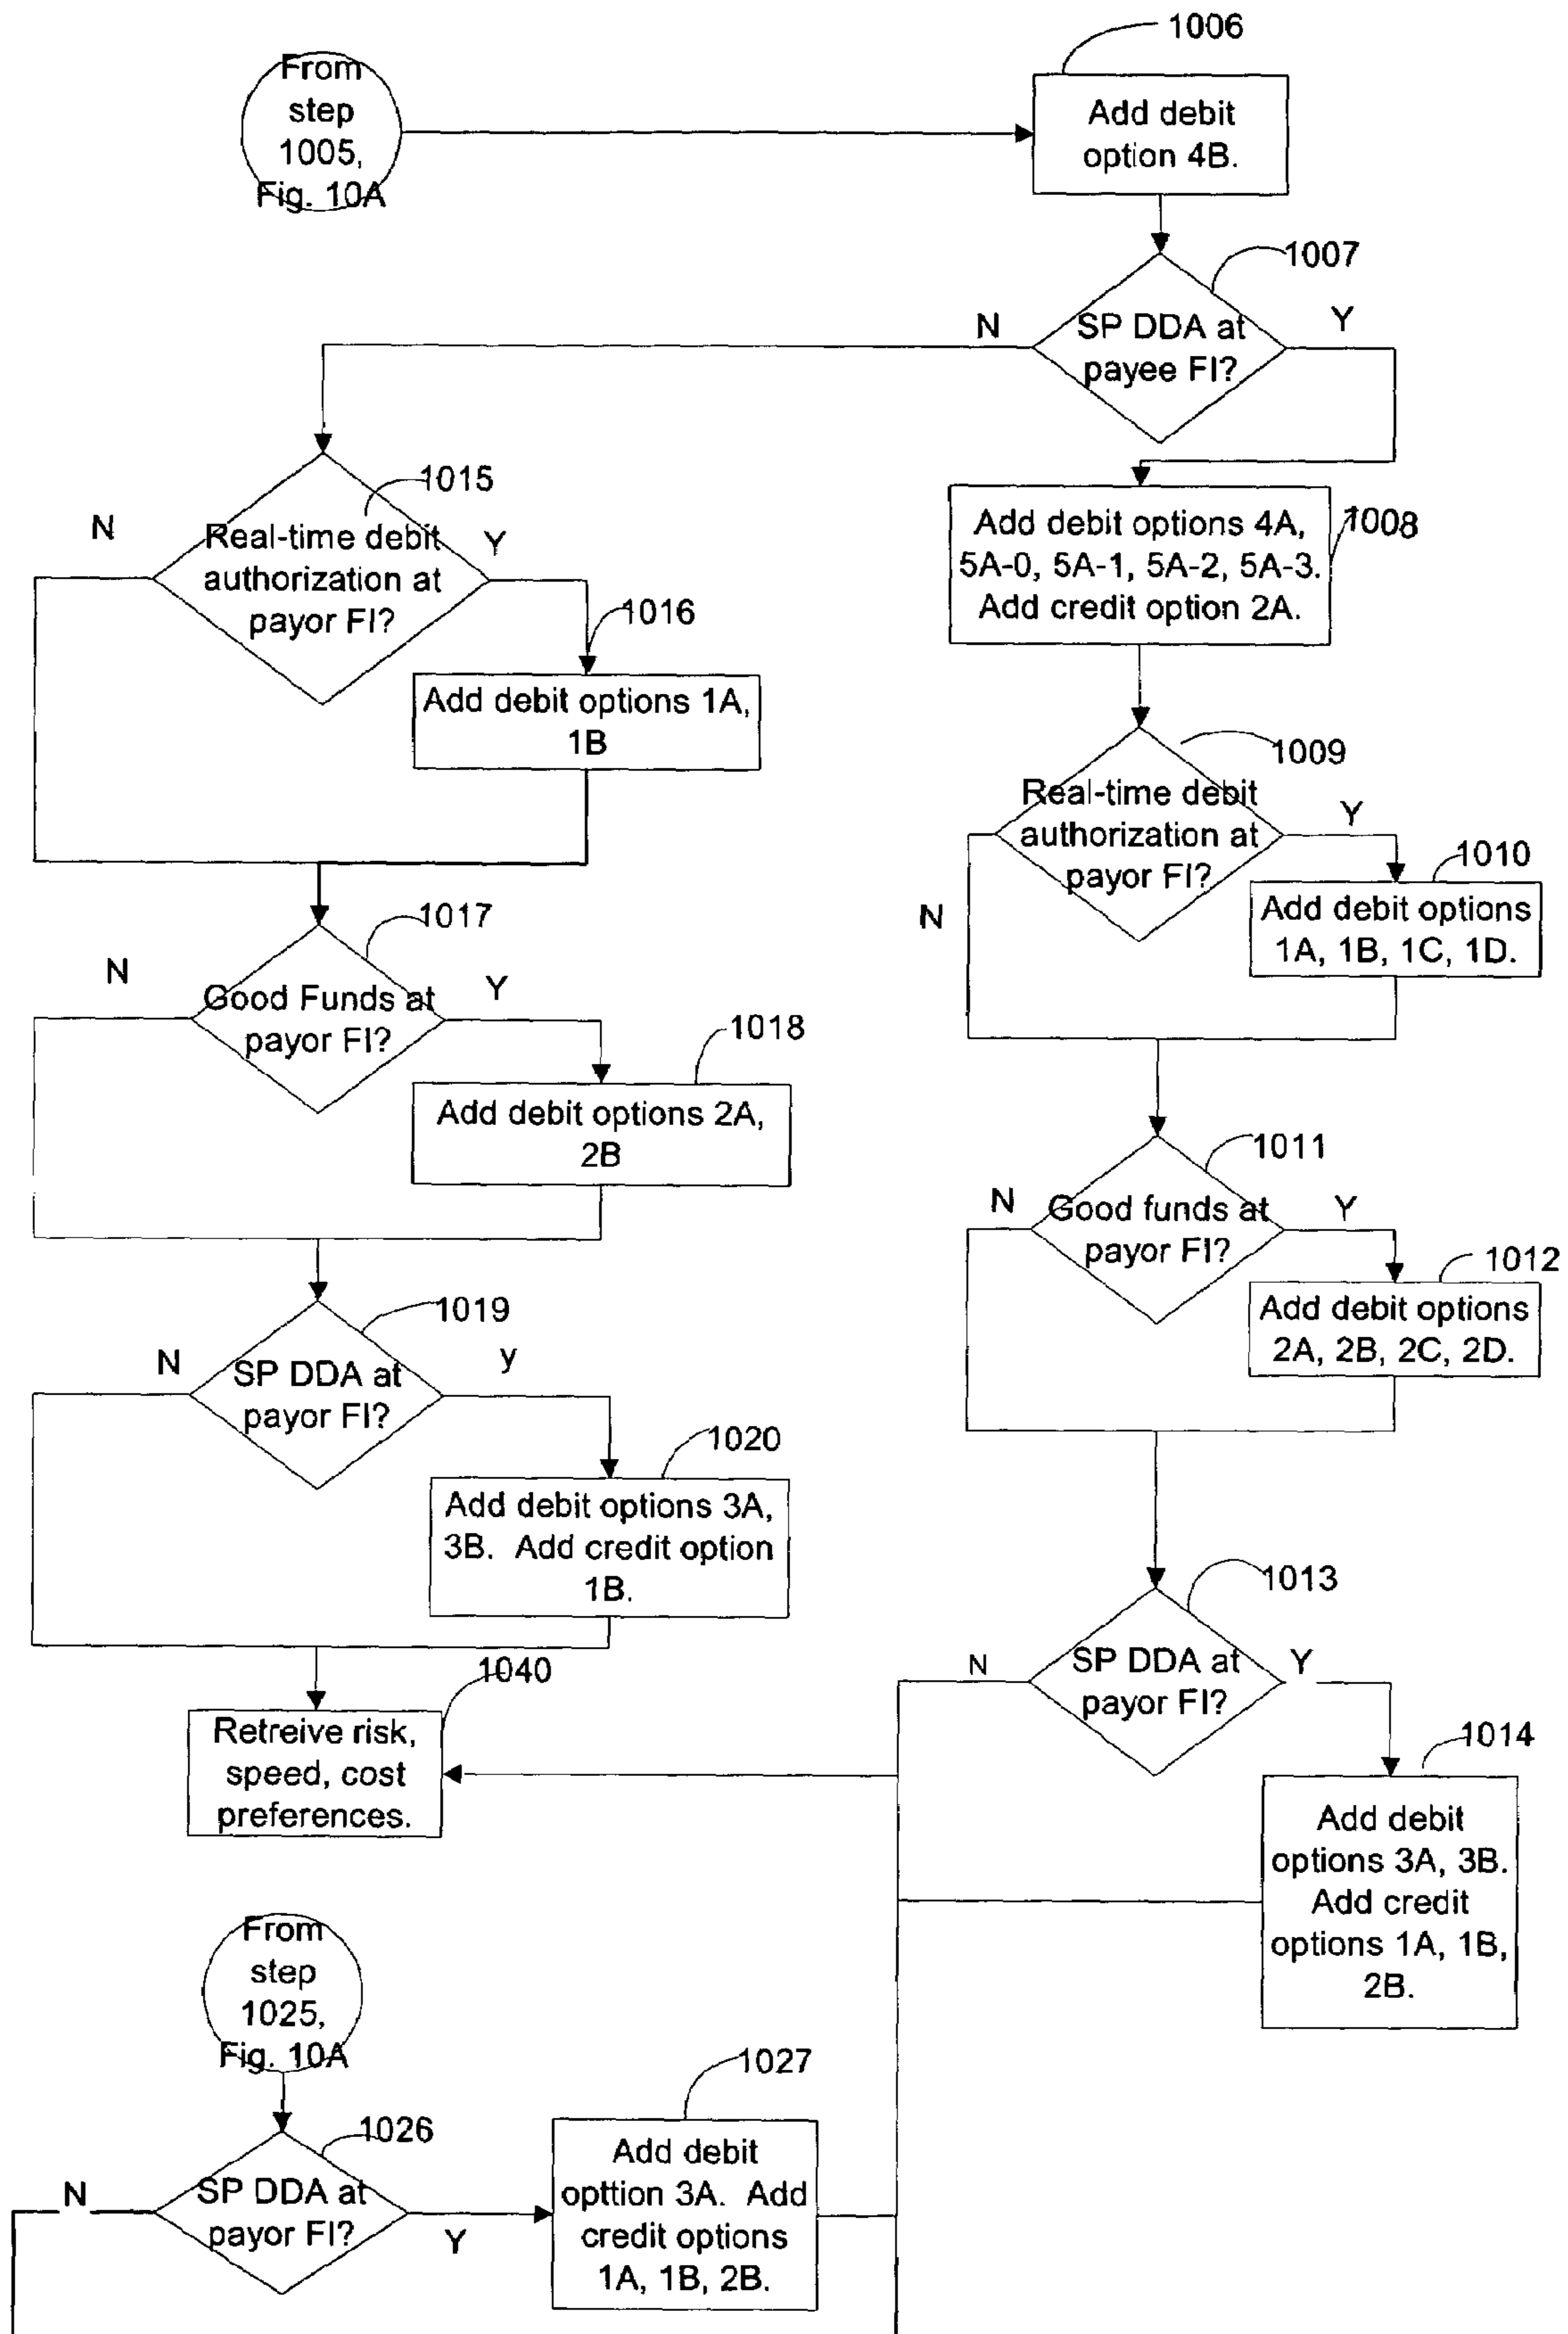 1006
From
step
1005,
Fig. 10A
Add debit
option 4B.
1007
N
SP DDA at
payee FI?
Y
1015
N
Real-time debit
authorization at
payor FI?
Y
1008
Add debit options 4A,
5A-0, 5A-1, 5A-2, 5A-3.
Add credit option 2A.
1016
Add debit options 1A,
1B
1009
Real-time debit
authorization at
payor FI?
Y
N
1010
Add debit options
1A, 1B, 1C, 1D.
1017
N
Good Funds at
payor FI?
Y
1018
Add debit options 2A,
2B
1011
N
Good funds at
payor FI?
Y
1012
Add debit options
2A, 2B, 2C, 2D.
1019
N
SP DDA at
payor FI?
y
1020
Add debit options 3A,
3B. Add credit option
1B.
1013
N
SP DDA at
payor FI?
Y
1040
Retreive risk,
speed, cost
preferences.
1014
Add debit
options 3A, 3B.
Add credit
options 1A, 1B,
2B.
From
step
1025,
Fig. 10A
1026
N
SP DDA at
payor FI?
Y
1027
Add debit
opttion 3A. Add
credit options
1A, 1B, 2B.